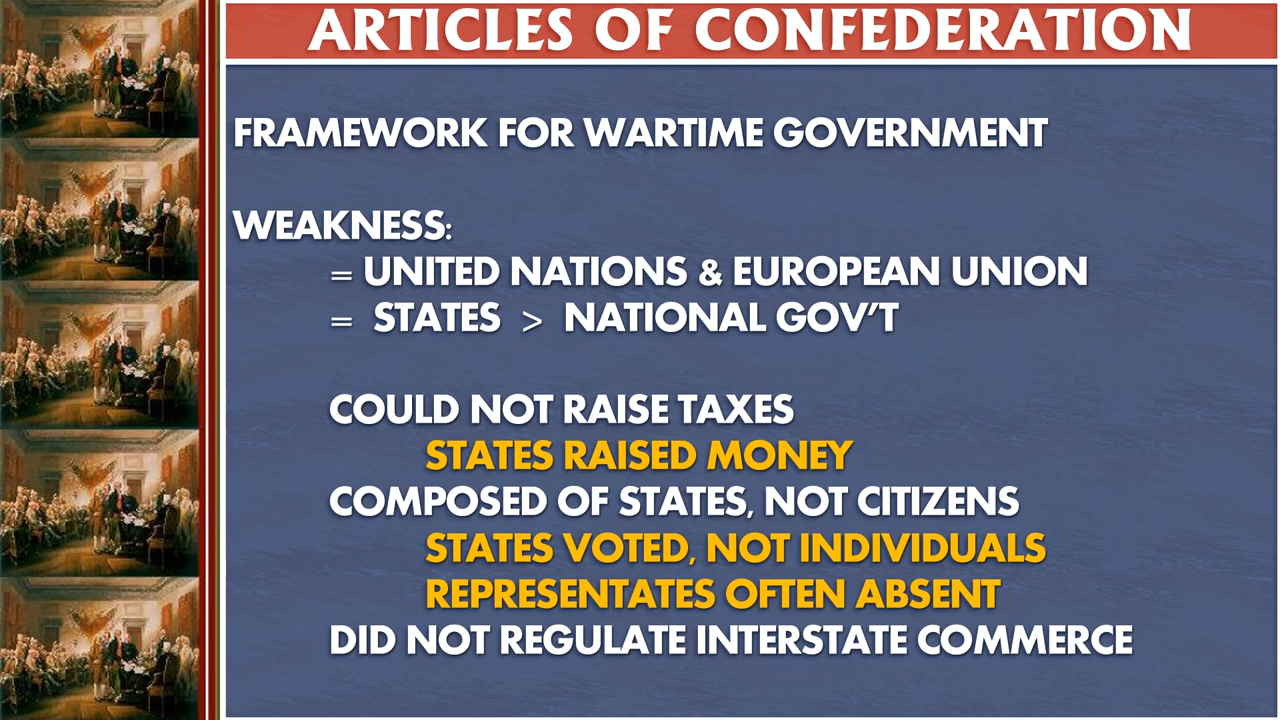 ARTICLES OF CONFEDERATION
FRAMEWORK FOR WARTIME GOVERNMENT
WEAKNESS:
= UNITED NATIONS & EUROPEAN UNION
= STATES > NATIONAL GOV'T
COULD NOT RAISE TAXES
STATES RAISED MONEY
COMPOSED OF STATES, NOT CITIZENS
STATES VOTED, NOT INDIVIDUALS
REPRESENTATES OFTEN ABSENT
DID NOT REGULATE INTERSTATE COMMERCE